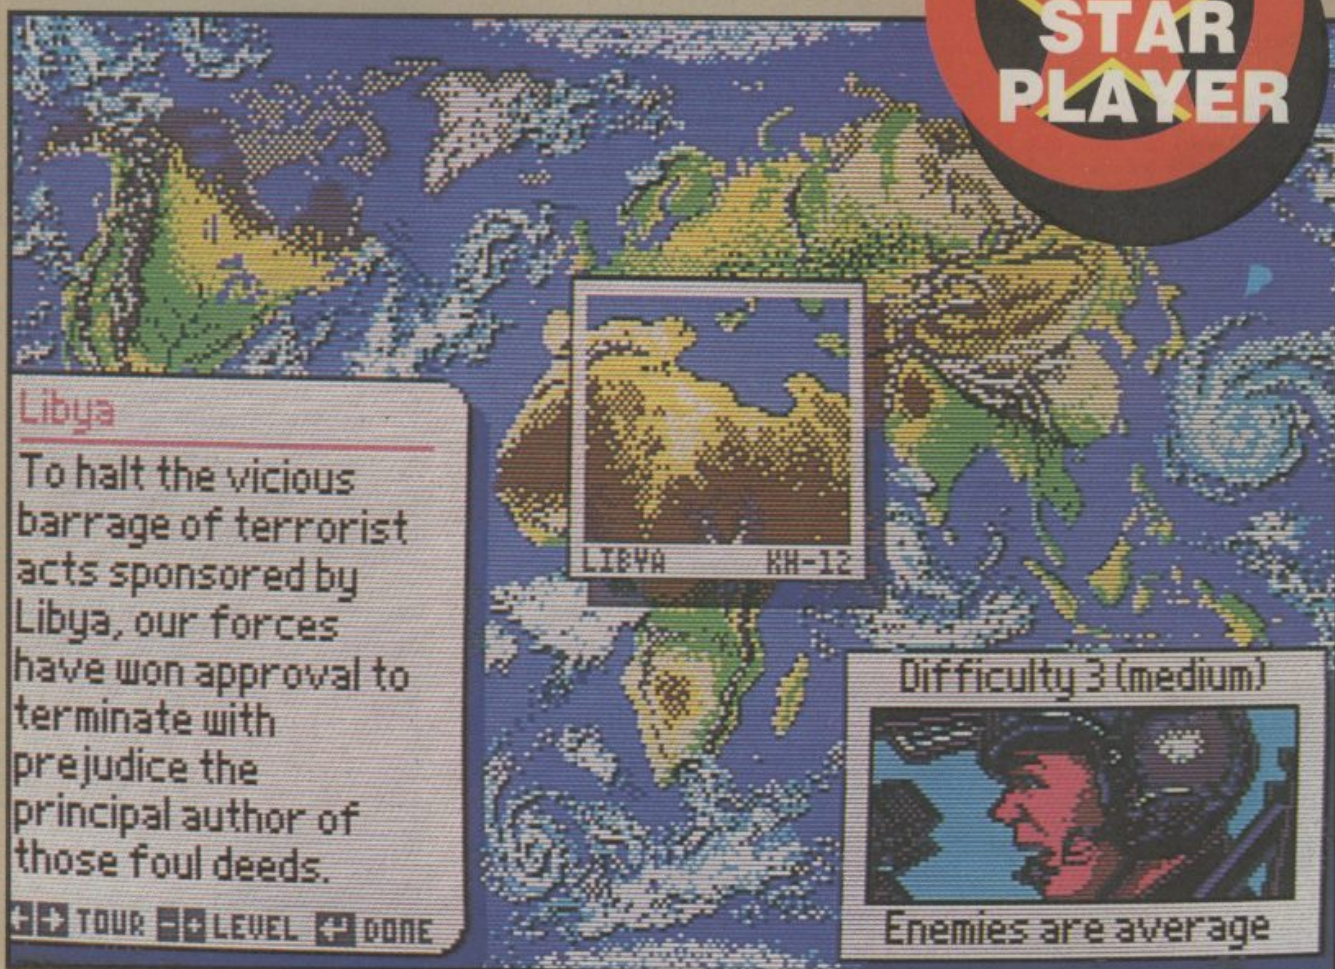 STAR
PLAYER
Libya
To halt the vicious
barrage of terrorist
acts sponsored by
Libya, our forces
have won approval to
terminate with
prejudice the
principal author of
those foul deeds.
TOUR LEVEL DONE
LIBYA KH-12
Difficulty 3 (medium)
Enemies are average